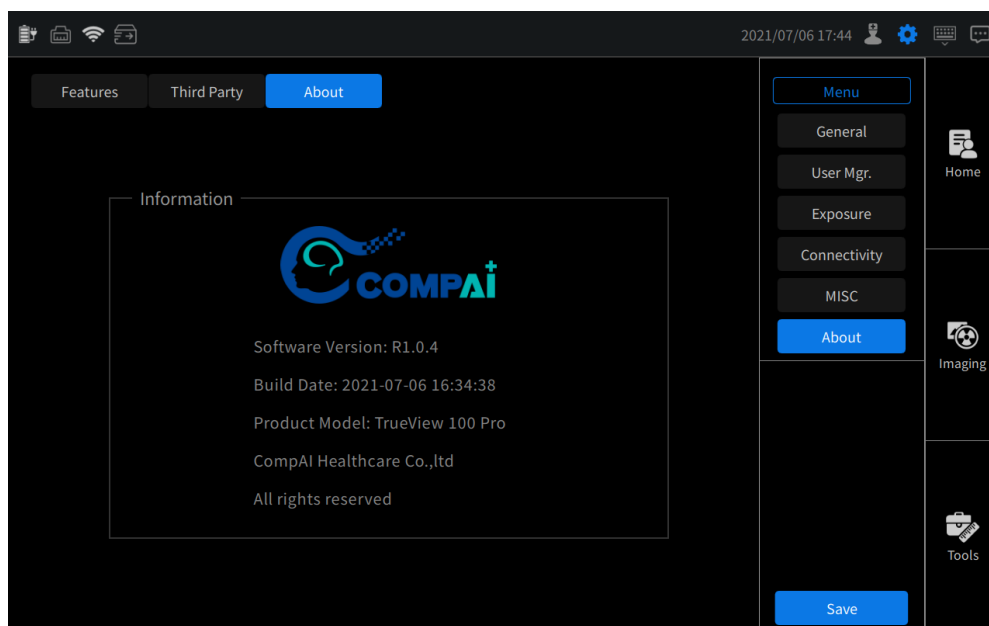 2021/07/06 17:44
Features
Third Party
About
Information
COMPAI
Software Version: R1.0.4
Build Date: 2021-07-06 16:34:38
Product Model: TrueView 100 Pro
CompAI Healthcare Co.,ltd
All rights reserved
Menu
General
User Mgr.
Exposure
Connectivity
MISC
About
Save
Home
Imaging
Tools